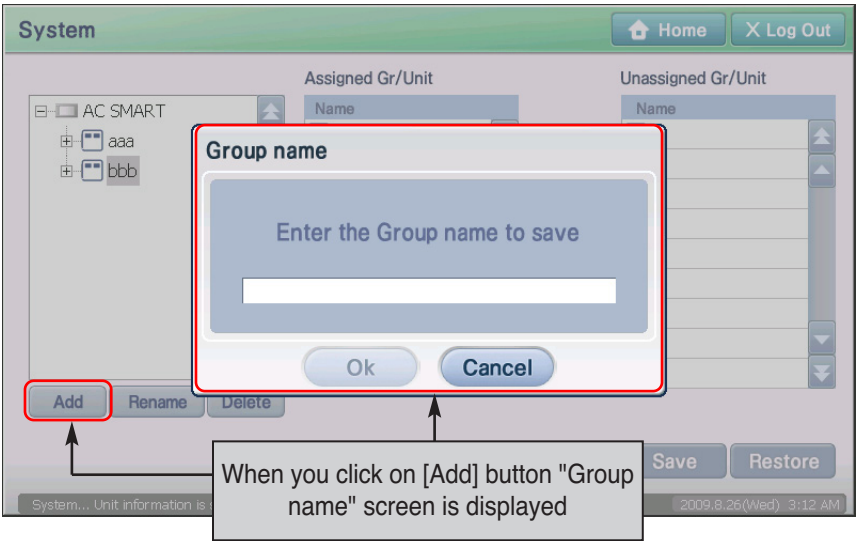 System
Home
X Log Out
Assigned Gr/Unit
Unassigned Gr/Unit
AC SMART
Name
Name
aaa
bbb
Group name
Enter the Group name to save
Ok
Cancel
Add
Rename
Delete
Save
Restore
When you click on [Add] button "Group
name" screen is displayed
System... Unit information is
2009.8.26(Wed) 3:12 AM